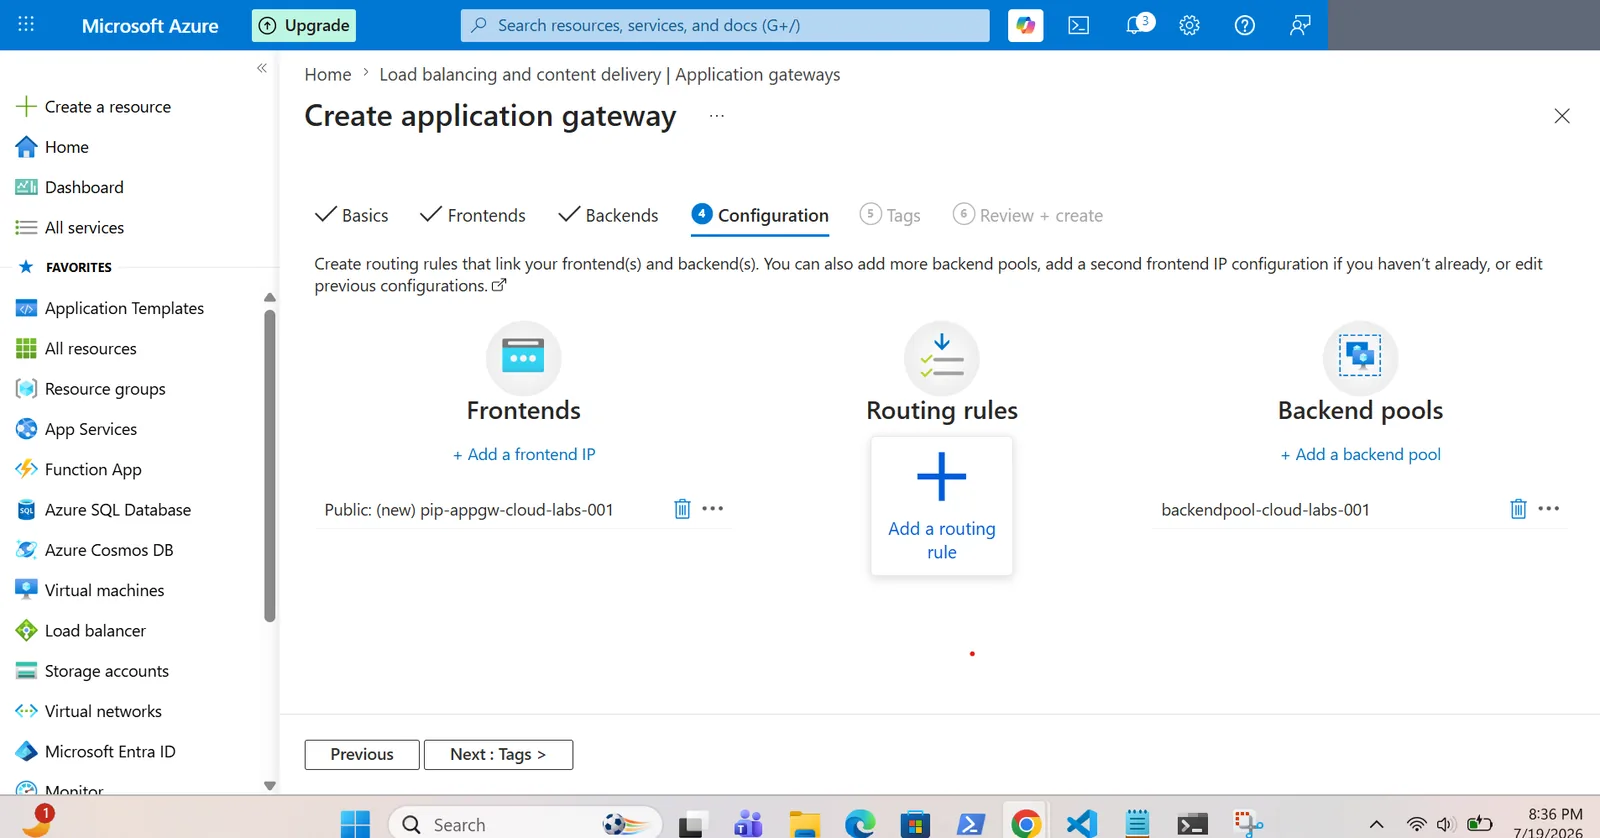 Microsoft Azure
Upgrade
Search resources, services, and docs (G+/)
3
Create a resource
Home
Dashboard
All services
FAVORITES
Application Templates
All resources
Resource groups
App Services
Function App
SQL
Azure SQL Database
Azure Cosmos DB
Virtual machines
Load balancer
Storage accounts
Virtual networks
Microsoft Entra ID
Monitor
Home > Load balancing and content delivery | Application gateways
Create application gateway ...
Basics Frontends Backends 4 Configuration 5 Tags 6 Review + create
Create routing rules that link your frontend(s) and backend(s). You can also add more backend pools, add a second frontend IP configuration if you haven't already, or edit
previous configurations.
Frontends
+ Add a frontend IP
Public: (new) pip-appgw-cloud-labs-001
Routing rules
Add a routing
rule
Backend pools
+ Add a backend pool
backendpool-cloud-labs-001
Previous
Next : Tags >
1
Search
8:36 PM
7/19/2026